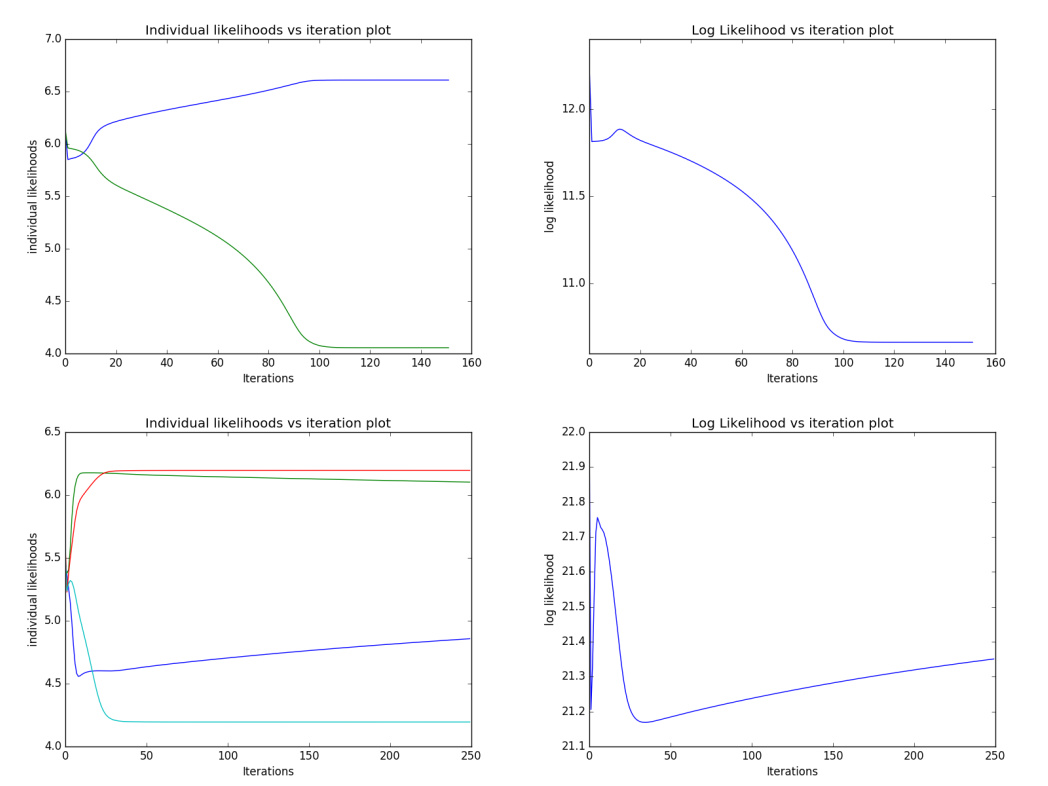 Individual likelihoods vs iteration plot
7.0
6.5
6.0
5.5
5.0
4.5
4.0
individual likelihoods
0 20 40 60 80 100 120 140 160
Iterations
Log Likelihood vs iteration plot
12.0
11.5
11.0
log likelihood
0 20 40 60 80 100 120 140 160
Iterations
Individual likelihoods vs iteration plot
6.5
6.0
5.5
5.0
4.5
4.0
individual likelihoods
0 50 100 150 200 250
Iterations
Log Likelihood vs iteration plot
22.0
21.9
21.8
21.7
21.6
21.5
21.4
21.3
21.2
21.1
log likelihood
0 50 100 150 200 250
Iterations